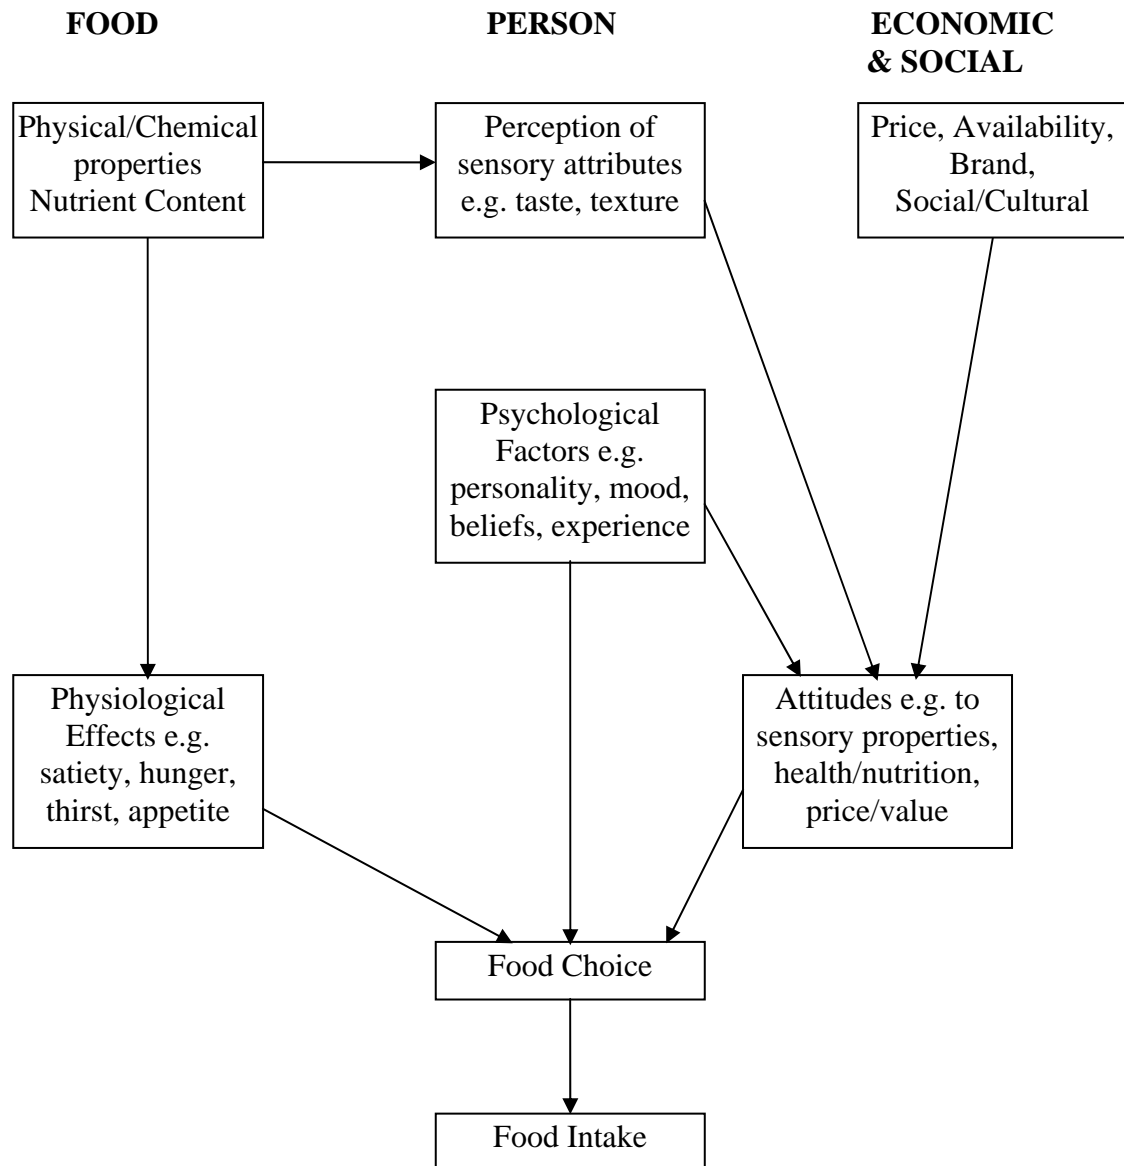 FOOD
PERSON
ECONOMIC
& SOCIAL
Physical/Chemical
properties
Nutrient Content
Perception of
sensory attributes
e.g. taste, texture
Price, Availability,
Brand,
Social/Cultural
Psychological
Factors e.g.
personality, mood,
beliefs, experience
Physiological
Effects e.g.
satiety, hunger,
thirst, appetite
Attitudes e.g. to
sensory properties,
health/nutrition,
price/value
Food Choice
Food Intake